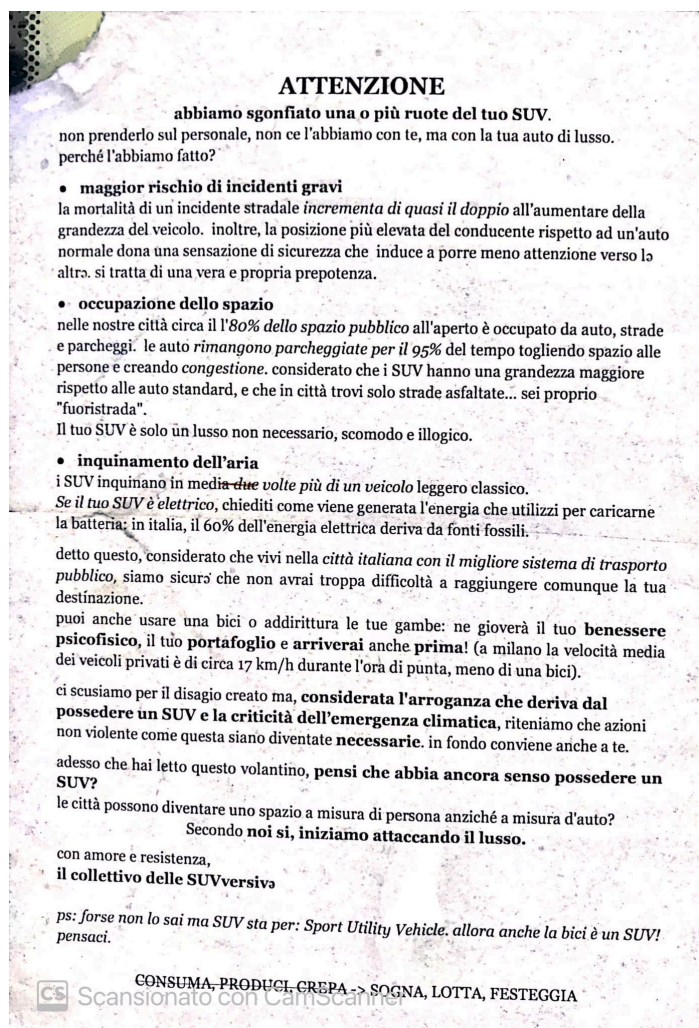 ATTENZIONE
abbiamo sgonfiato una o più ruote del tuo SUV.
non prenderlo sul personale, non ce l'abbiamo con te, ma con la tua auto di lusso.
perché l'abbiamo fatto?
• maggior rischio di incidenti gravi
la mortalità di un incidente stradale incrementa di quasi il doppio all'aumentare della
grandezza del veicolo. inoltre, la posizione più elevata del conducente rispetto ad un'auto
normale dona una sensazione di sicurezza che induce a porre meno attenzione verso lə
altrə. si tratta di una vera e propria prepotenza.
• occupazione dello spazio
nelle nostre città circa il l'80% dello spazio pubblico all'aperto è occupato da auto, strade
e parcheggi. le auto rimangono parcheggiate per il 95% del tempo togliendo spazio alle
persone e creando congestione. considerato che i SUV hanno una grandezza maggiore
rispetto alle auto standard, e che in città trovi solo strade asfaltate... sei proprio
"fuoristrada".
Il tuo SUV è solo un lusso non necessario, scomodo e illogico.
• inquinamento dell'aria
i SUV inquinano in media due volte più di un veicolo leggero classico.
Se il tuo SUV è elettrico, chiediti come viene generata l'energia che utilizzi per caricarne
la batteria: in italia, il 60% dell'energia elettrica deriva da fonti fossili.
detto questo, considerato che vivi nella città italiana con il migliore sistema di trasporto
pubblico, siamo sicurə che non avrai troppa difficoltà a raggiungere comunque la tua
destinazione.
puoi anche usare una bici o addirittura le tue gambe: ne gioverà il tuo benessere
psicofisico, il tuo portafoglio e arriverai anche prima! (a milano la velocità media
dei veicoli privati è di circa 17 km/h durante l'ora di punta, meno di una bici).
ci scusiamo per il disagio creato ma, considerata l'arroganza che deriva dal
possedere un SUV e la criticità dell'emergenza climatica, riteniamo che azioni
non violente come questa siano diventate necessarie. in fondo conviene anche a te.
adesso che hai letto questo volantino, pensi che abbia ancora senso possedere un
SUV?
le città possono diventare uno spazio a misura di persona anziché a misura d'auto?
Secondo noi si, iniziamo attaccando il lusso.
con amore e resistenza,
il collettivo delle SUVversivə
ps: forse non lo sai ma SUV sta per: Sport Utility Vehicle. allora anche la bici è un SUV!
pensaci.
CONSUMA, PRODUCI, CREPA -> SOGNA, LOTTA, FESTEGGIA
CS Scansionato con CamScanner